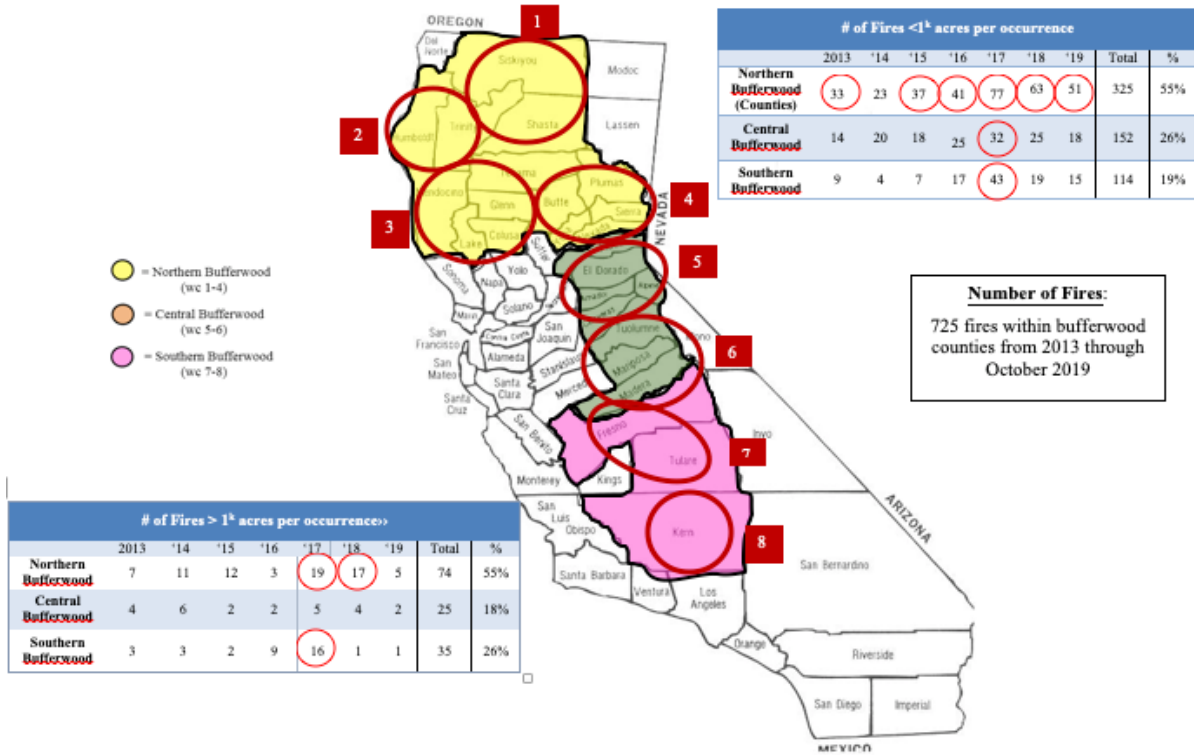 OREGON
1
2
3
4
5
6
7
8
Siskiyou
Modoc
Trinity
Shasta
Lassen
Humboldt
Plumas
Mendocino
Glenn
Butte
Sierra
Lake
Colusa
NEVADA
Sutter
Sonoma
Napa
Yolo
El Dorado
Solano
Marin
San
Francisco
Contra Costa
San
Joaquin
Tuolumne
Alameda
Stanislaus
Mariposa
San
Mateo
Santa
Clara
Merced
Madera
Santa
Cruz
San Benito
Fresno
Monterey
Kings
Tulare
Inyo
San
Luis
Obispo
Kern
San Bernardino
ARIZONA
Santa Barbara
Ventura
Los
Angeles
Orange
Riverside
San Diego
Imperial
MEXICO
# of Fires <1ᵏ acres per occurrence
2013 '14 '15 '16 '17 '18 '19 Total %
Northern
Bufferwood
(Counties) 33 23 37 41 77 63 51 325 55%
Central
Bufferwood 14 20 18 25 32 25 18 152 26%
Southern
Bufferwood 9 4 7 17 43 19 15 114 19%
= Northern Bufferwood
(wc 1-4)
= Central Bufferwood
(wc 5-6)
= Southern Bufferwood
(wc 7-8)
Number of Fires:
725 fires within bufferwood
counties from 2013 through
October 2019
# of Fires > 1ᵏ acres per occurrence››
2013 '14 '15 '16 '17 '18 '19 Total %
Northern
Bufferwood 7 11 12 3 19 17 5 74 55%
Central
Bufferwood 4 6 2 2 5 4 2 25 18%
Southern
Bufferwood 3 3 2 9 16 1 1 35 26%